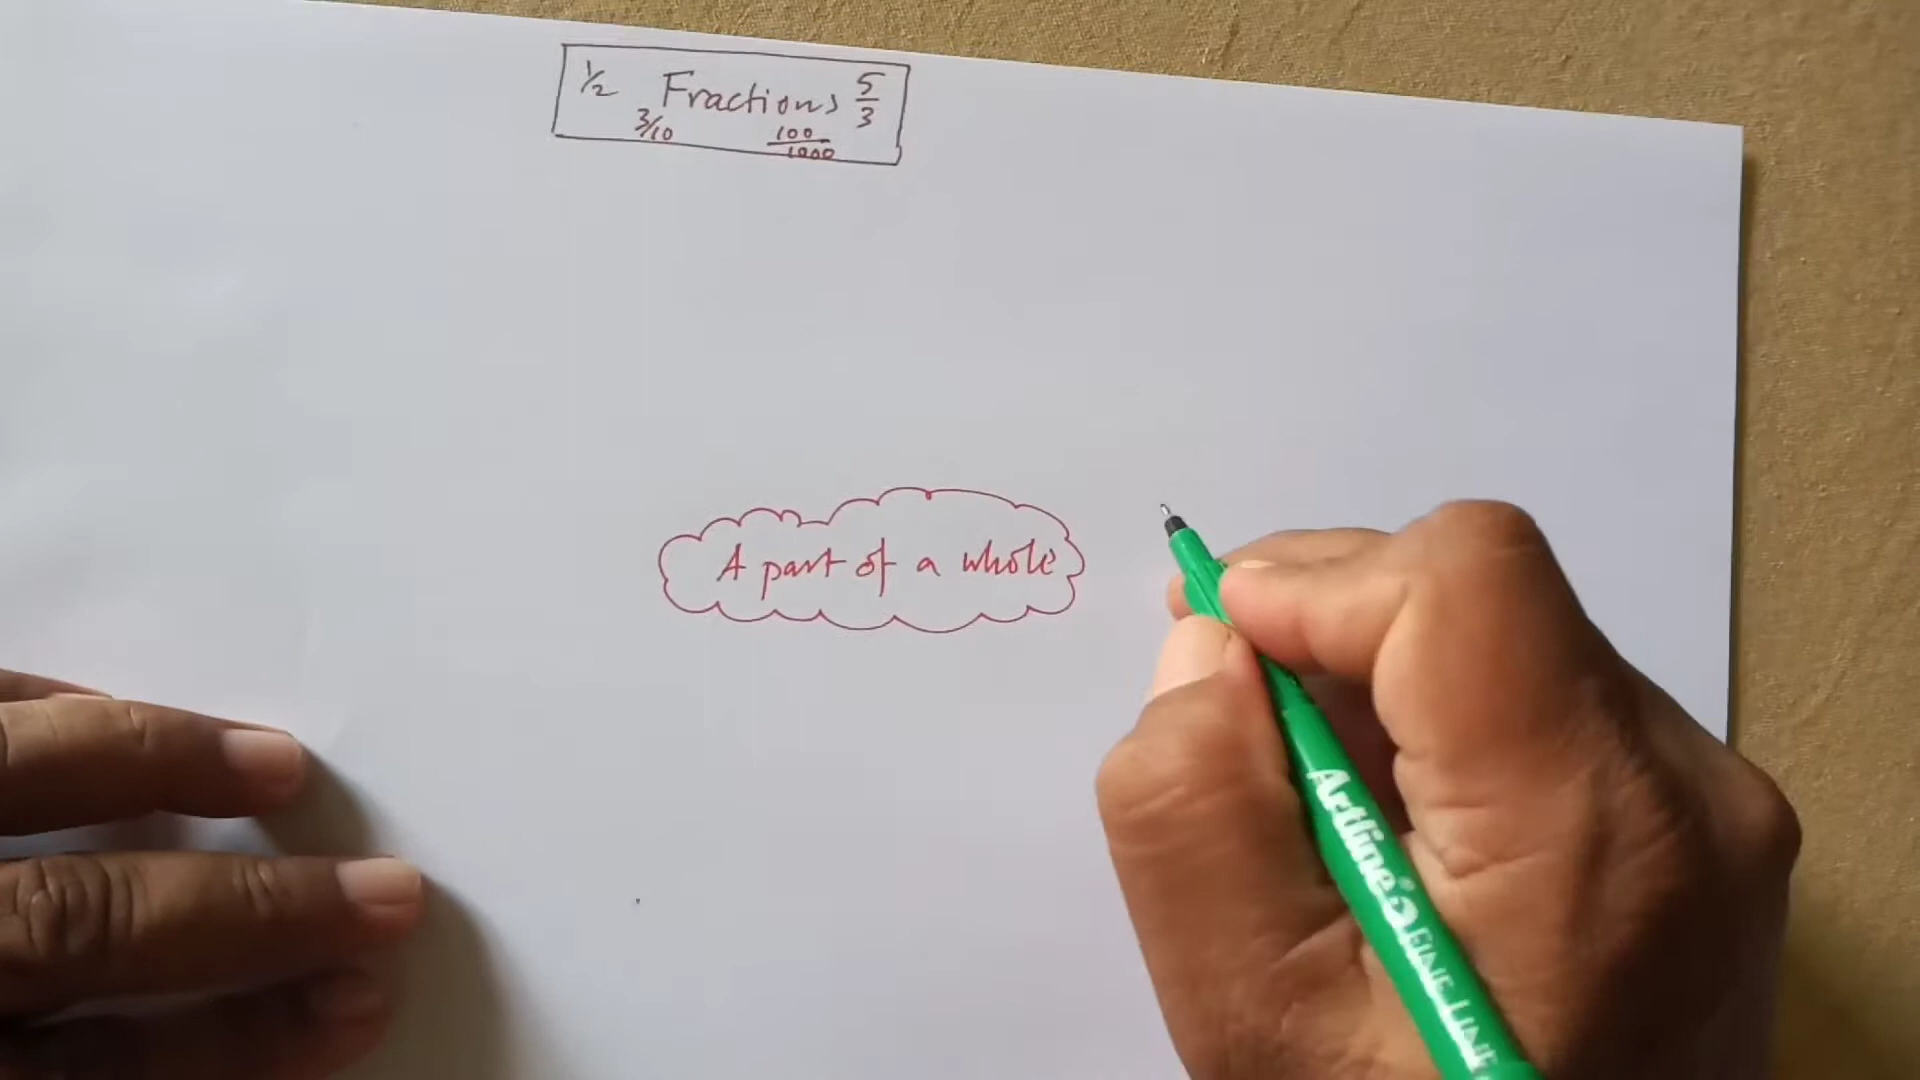 1/2 Fractions 5/3
3/10 100/1000
A part of a whole
Artline FINE LINE